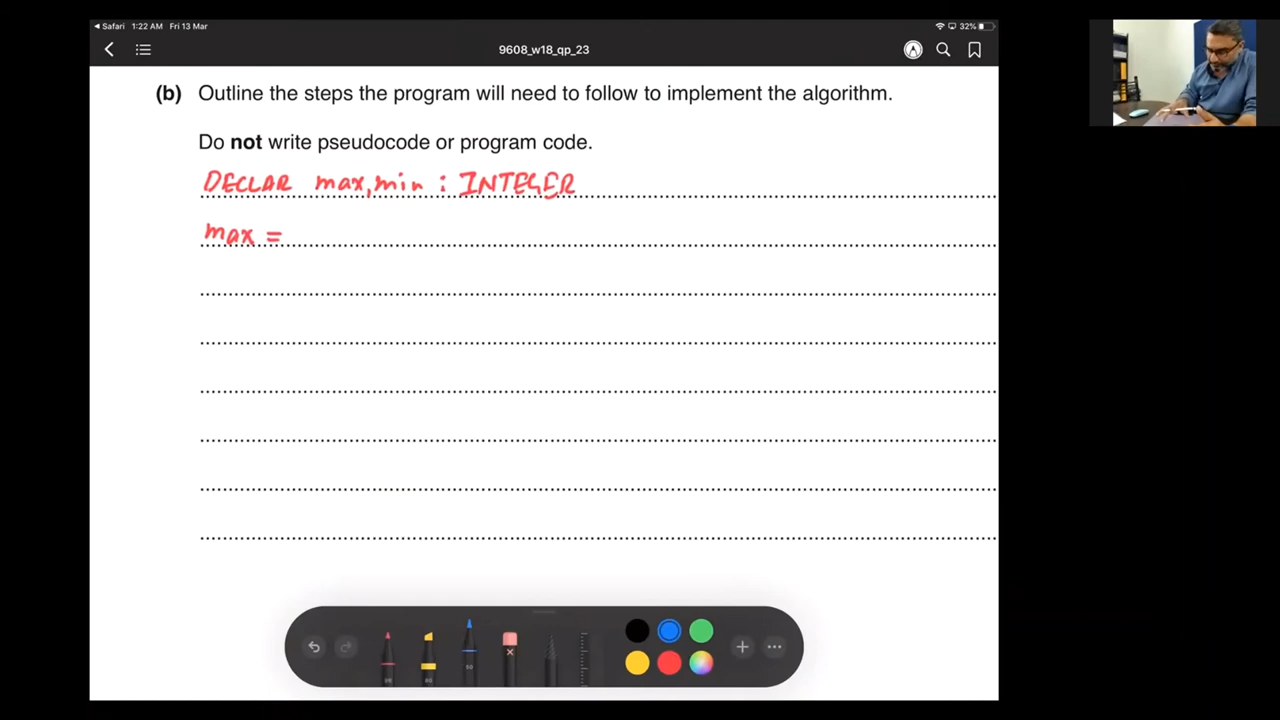 Safari 1:22 AM Fri 13 Mar
32%
9608_w18_qp_23
(b) Outline the steps the program will need to follow to implement the algorithm.
Do not write pseudocode or program code.
DECLAR max,min : INTEGER
max =